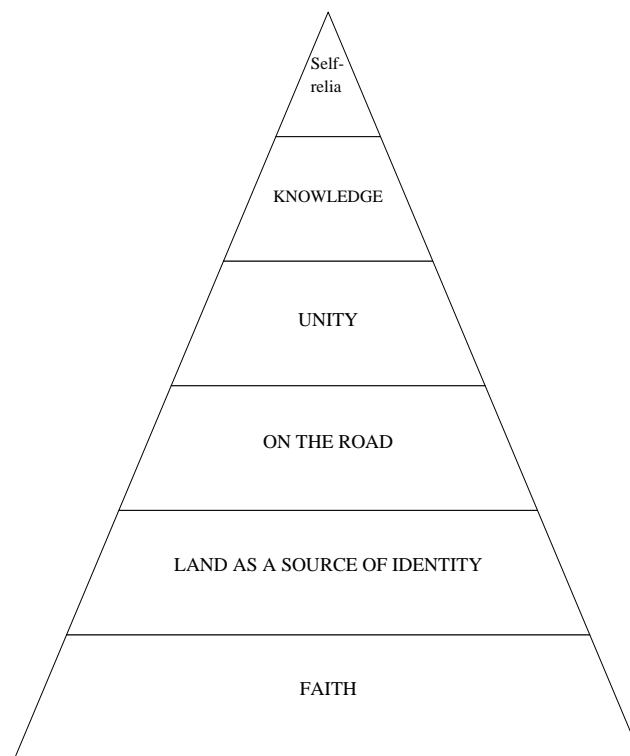 Self-
relia
KNOWLEDGE
UNITY
ON THE ROAD
LAND AS A SOURCE OF IDENTITY
FAITH